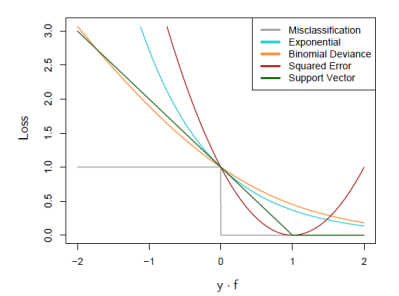 Misclassification
Exponential
Binomial Deviance
Squared Error
Support Vector
Loss
3.0
2.5
2.0
1.5
1.0
0.5
0.0
−2 −1 0 1 2
y · f